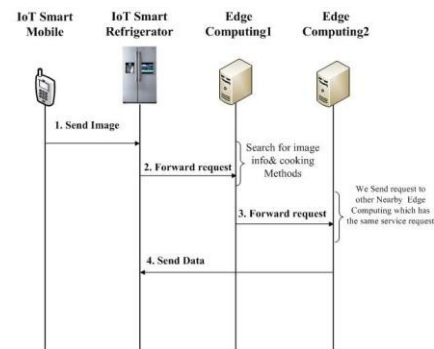 IoT Smart
Mobile
IoT Smart
Refrigerator
Edge
Computing1
Edge
Computing2
1. Send Image
Search for image
info& cooking
Methods
2. Forward request
We Send request to
other Nearby Edge
Computing which has
the same service request
3. Forward request
4. Send Data